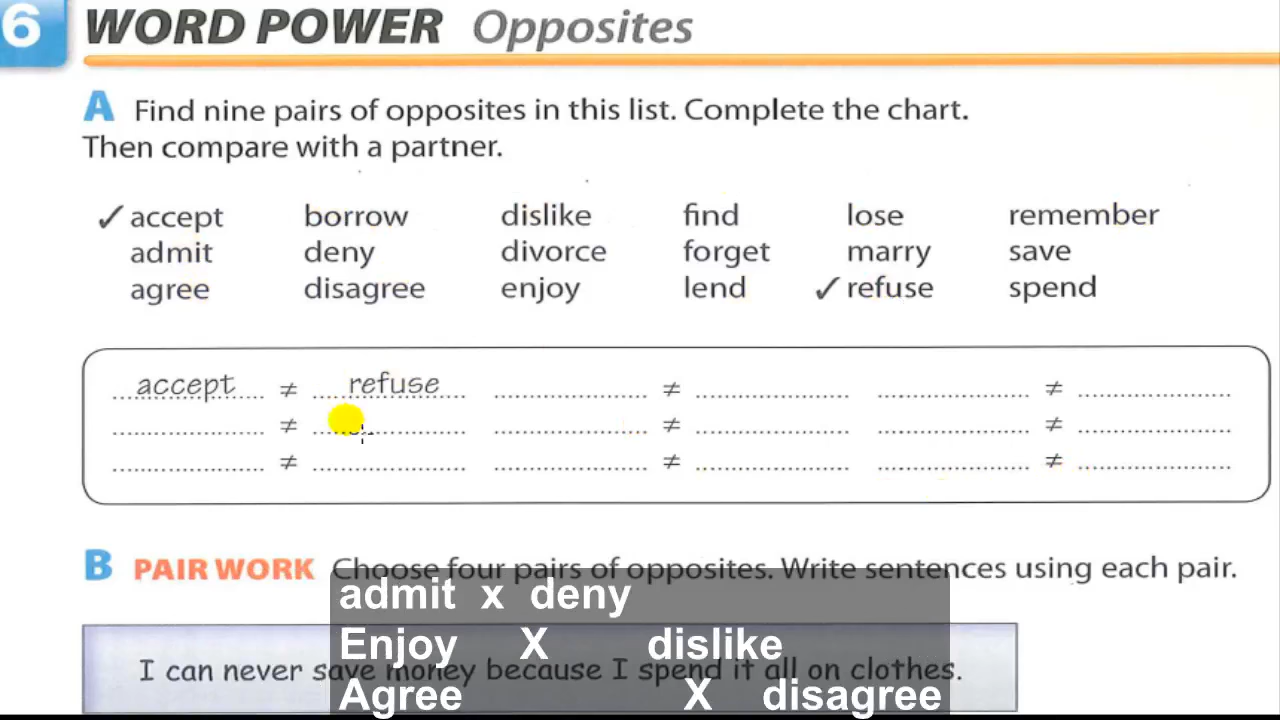 6 WORD POWER Opposites
A Find nine pairs of opposites in this list. Complete the chart.
Then compare with a partner.
✓ accept borrow dislike find lose remember
admit deny divorce forget marry save
agree disagree enjoy lend ✓ refuse spend
accept ≠ refuse ≠ ≠
≠ ≠ ≠
≠ ≠ ≠
B PAIR WORK Choose four pairs of opposites. Write sentences using each pair.
admit x deny
Enjoy X dislike
I can never save money because I spend it all on clothes.
Agree X disagree